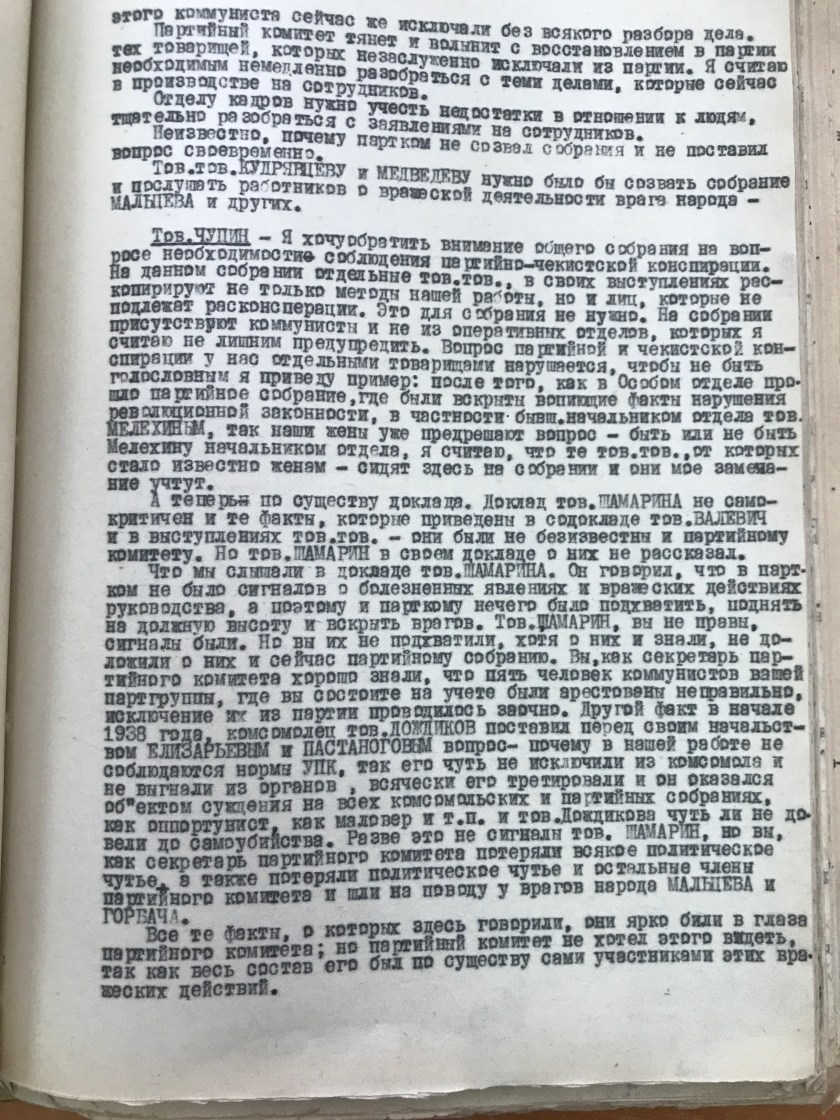 этого коммуниста сейчас же исключали без всякого разбора дела.
Партийный комитет тянет и волынит с восстановлением в партии
тех товарищей, которых незаслуженно исключали из партии. Я считаю
необходимым немедленно разобраться с теми делами, которые сейчас
в производстве на сотрудников.
Отделу кадров нужно учесть недостатки в отношении к людям,
тщательно разобраться с заявлениями на сотрудников.
Неизвестно, почему партком не созвал собрания и не поставил
вопрос своевременно.
Тов.тов.КУДРЯВЦЕВУ и МЕДВЕДЕВУ нужно было бы созвать собрание
и послушать работников о вражеской деятельности врага народа -
МАЛЬЦЕВА и других.
Тов.ЧУПИН - Я хочуобратить внимание общего собрания на воп-
росе необходимости соблюдения партийно-чекистской конспирации.
На данном собрании отдельные тов.тов., в своих выступлениях рас-
копирируют не только методы нашей работы, но и лиц, которые не
подлежат расконсперации. Это для собрания не нужно. На собрании
присутствуют коммунисты и не из оперативных отделов, которых я
считаю не лишним предупредить. Вопрос партийной и чекистской кон-
спирации у нас отдельными товарищами нарушается, чтобы не быть
голословным я приведу пример: после того, как в Особом отделе про-
шло партийное собрание,где были вскрыты вопиющие факты нарушения
революционной законности, в частности бывш.начальником отдела тов.
МЕЛЕХИНЫМ, так наши жены уже предрешают вопрос - быть или не быть
Мелехину начальником отдела, я считаю, что те тов.тов.,от которых
стало известно женам - сидят здесь на собрании и они мое замеча-
ние учтут.
А теперь по существу доклада. Доклад тов.ШАМАРИНА не само-
критичен и те факты, которые приведены в содокладе тов.ВАЛЕВИЧ
и в выступлениях тов.тов. - они были не безизвестны и партийному
комитету. Но тов.ШАМАРИН в своем докладе о них не рассказал.
Что мы слышали в докладе тов.ШАМАРИНА. Он говорил, что в парт-
ком не было сигналов о болезненных явлениях и вражеских действиях
руководства, а поэтому и парткому нечего было подхватить, поднять
на должную высоту и вскрыть врагов. Тов.ШАМАРИН, вы не правы,
сигналы были. Но вы их не подхватили, хотя о них и знали, не до-
ложили о них и сейчас партийному собранию. Вы,как секретарь пар-
тийного комитета хорошо знали, что пять человек коммунистов вашей
партгруппы, где вы состоите на учете были арестованы неправильно,
исключение их из партии проводилось заочно. Другой факт в начале
1938 года, комсомолец тов.ДОЖДИКОВ поставил перед своим начальст-
вом ЕЛИЗАРЬЕВЫМ и ПАСТАНОГОВЫМ вопрос- почему в нашей работе не
соблюдаются нормы УПК, так его чуть не исключили из комсомола и
не выгнали из органов , всячески его третировали и он оказался
об"ектом суждения на всех комсомольских и партийных собраниях,
как оппортунист, как маловер и т.п. и тов.Дождикова чуть ли не до-
вели до самоубийства. Разве это не сигналы тов. ШАМАРИН, но вы,
как секретарь партийного комитета потеряли всякое политическое
чутье, а также потеряли политическое чутье и остальные члены
партийного комитета и шли на поводу у врагов народа МАЛЬЦЕВА и
ГОРБАЧА.
Все те факты, о которых здесь говорили, они ярко били в глаза
партийного комитета; но партийный комитет не хотел этого видеть,
так как весь состав его был по существу сами участниками этих вра-
жеских действий.